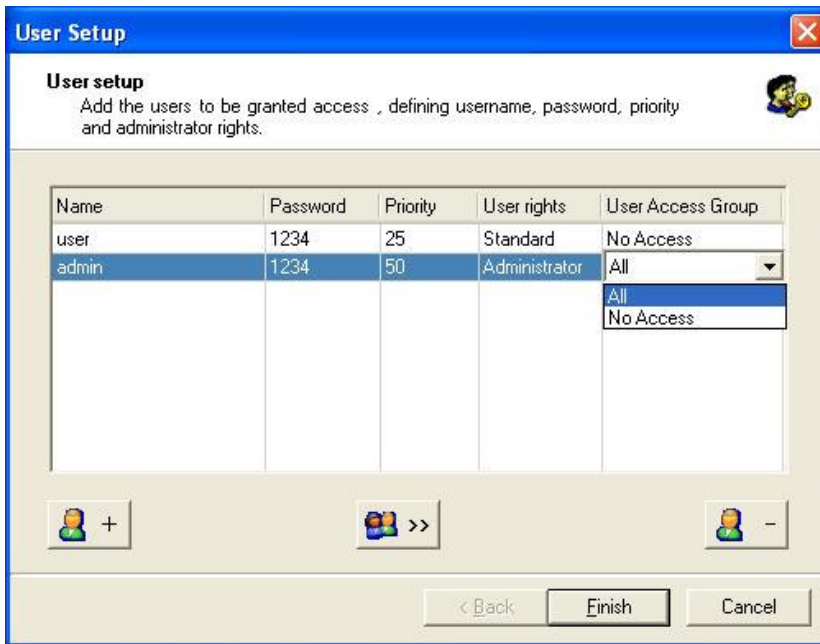 User Setup
User setup
Add the users to be granted access , defining username, password, priority
and administrator rights.
Name Password Priority User rights User Access Group
user 1234 25 Standard No Access
admin 1234 50 Administrator All
All
No Access
+ >> -
< Back Finish Cancel